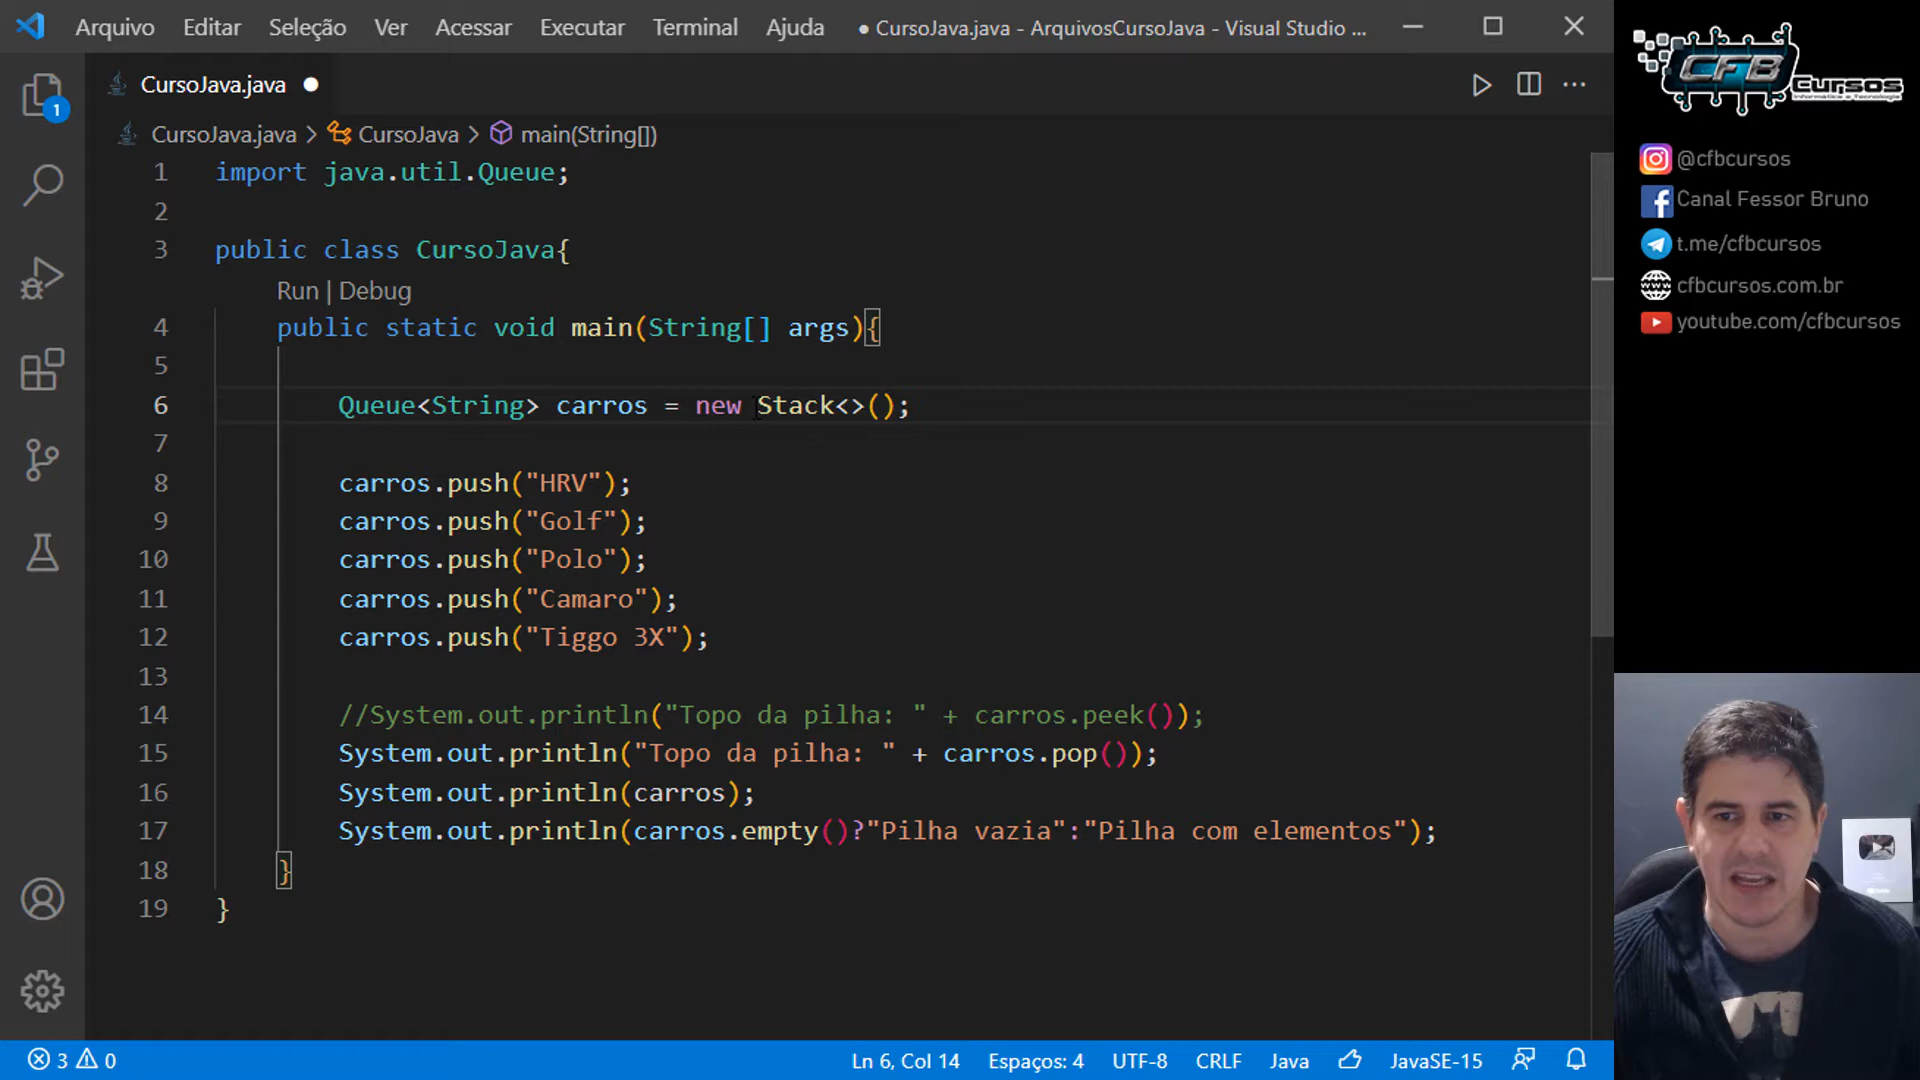 Arquivo Editar Seleção Ver Acessar Executar Terminal Ajuda ● CursoJava.java - ArquivosCursoJava - Visual Studio ...
CursoJava.java ●
1
CursoJava.java > CursoJava > main(String[])
1 import java.util.Queue;
2
3 public class CursoJava{
Run | Debug
4 public static void main(String[] args){
5
6 Queue<String> carros = new Stack<>();
7
8 carros.push("HRV");
9 carros.push("Golf");
10 carros.push("Polo");
11 carros.push("Camaro");
12 carros.push("Tiggo 3X");
13
14 //System.out.println("Topo da pilha: " + carros.peek());
15 System.out.println("Topo da pilha: " + carros.pop());
16 System.out.println(carros);
17 System.out.println(carros.empty()?"Pilha vazia":"Pilha com elementos");
18 }
19 }
3 0 Ln 6, Col 14 Espaços: 4 UTF-8 CRLF Java JavaSE-15
CFB Cursos
@cfbcursos
Canal Fessor Bruno
t.me/cfbcursos
cfbcursos.com.br
youtube.com/cfbcursos